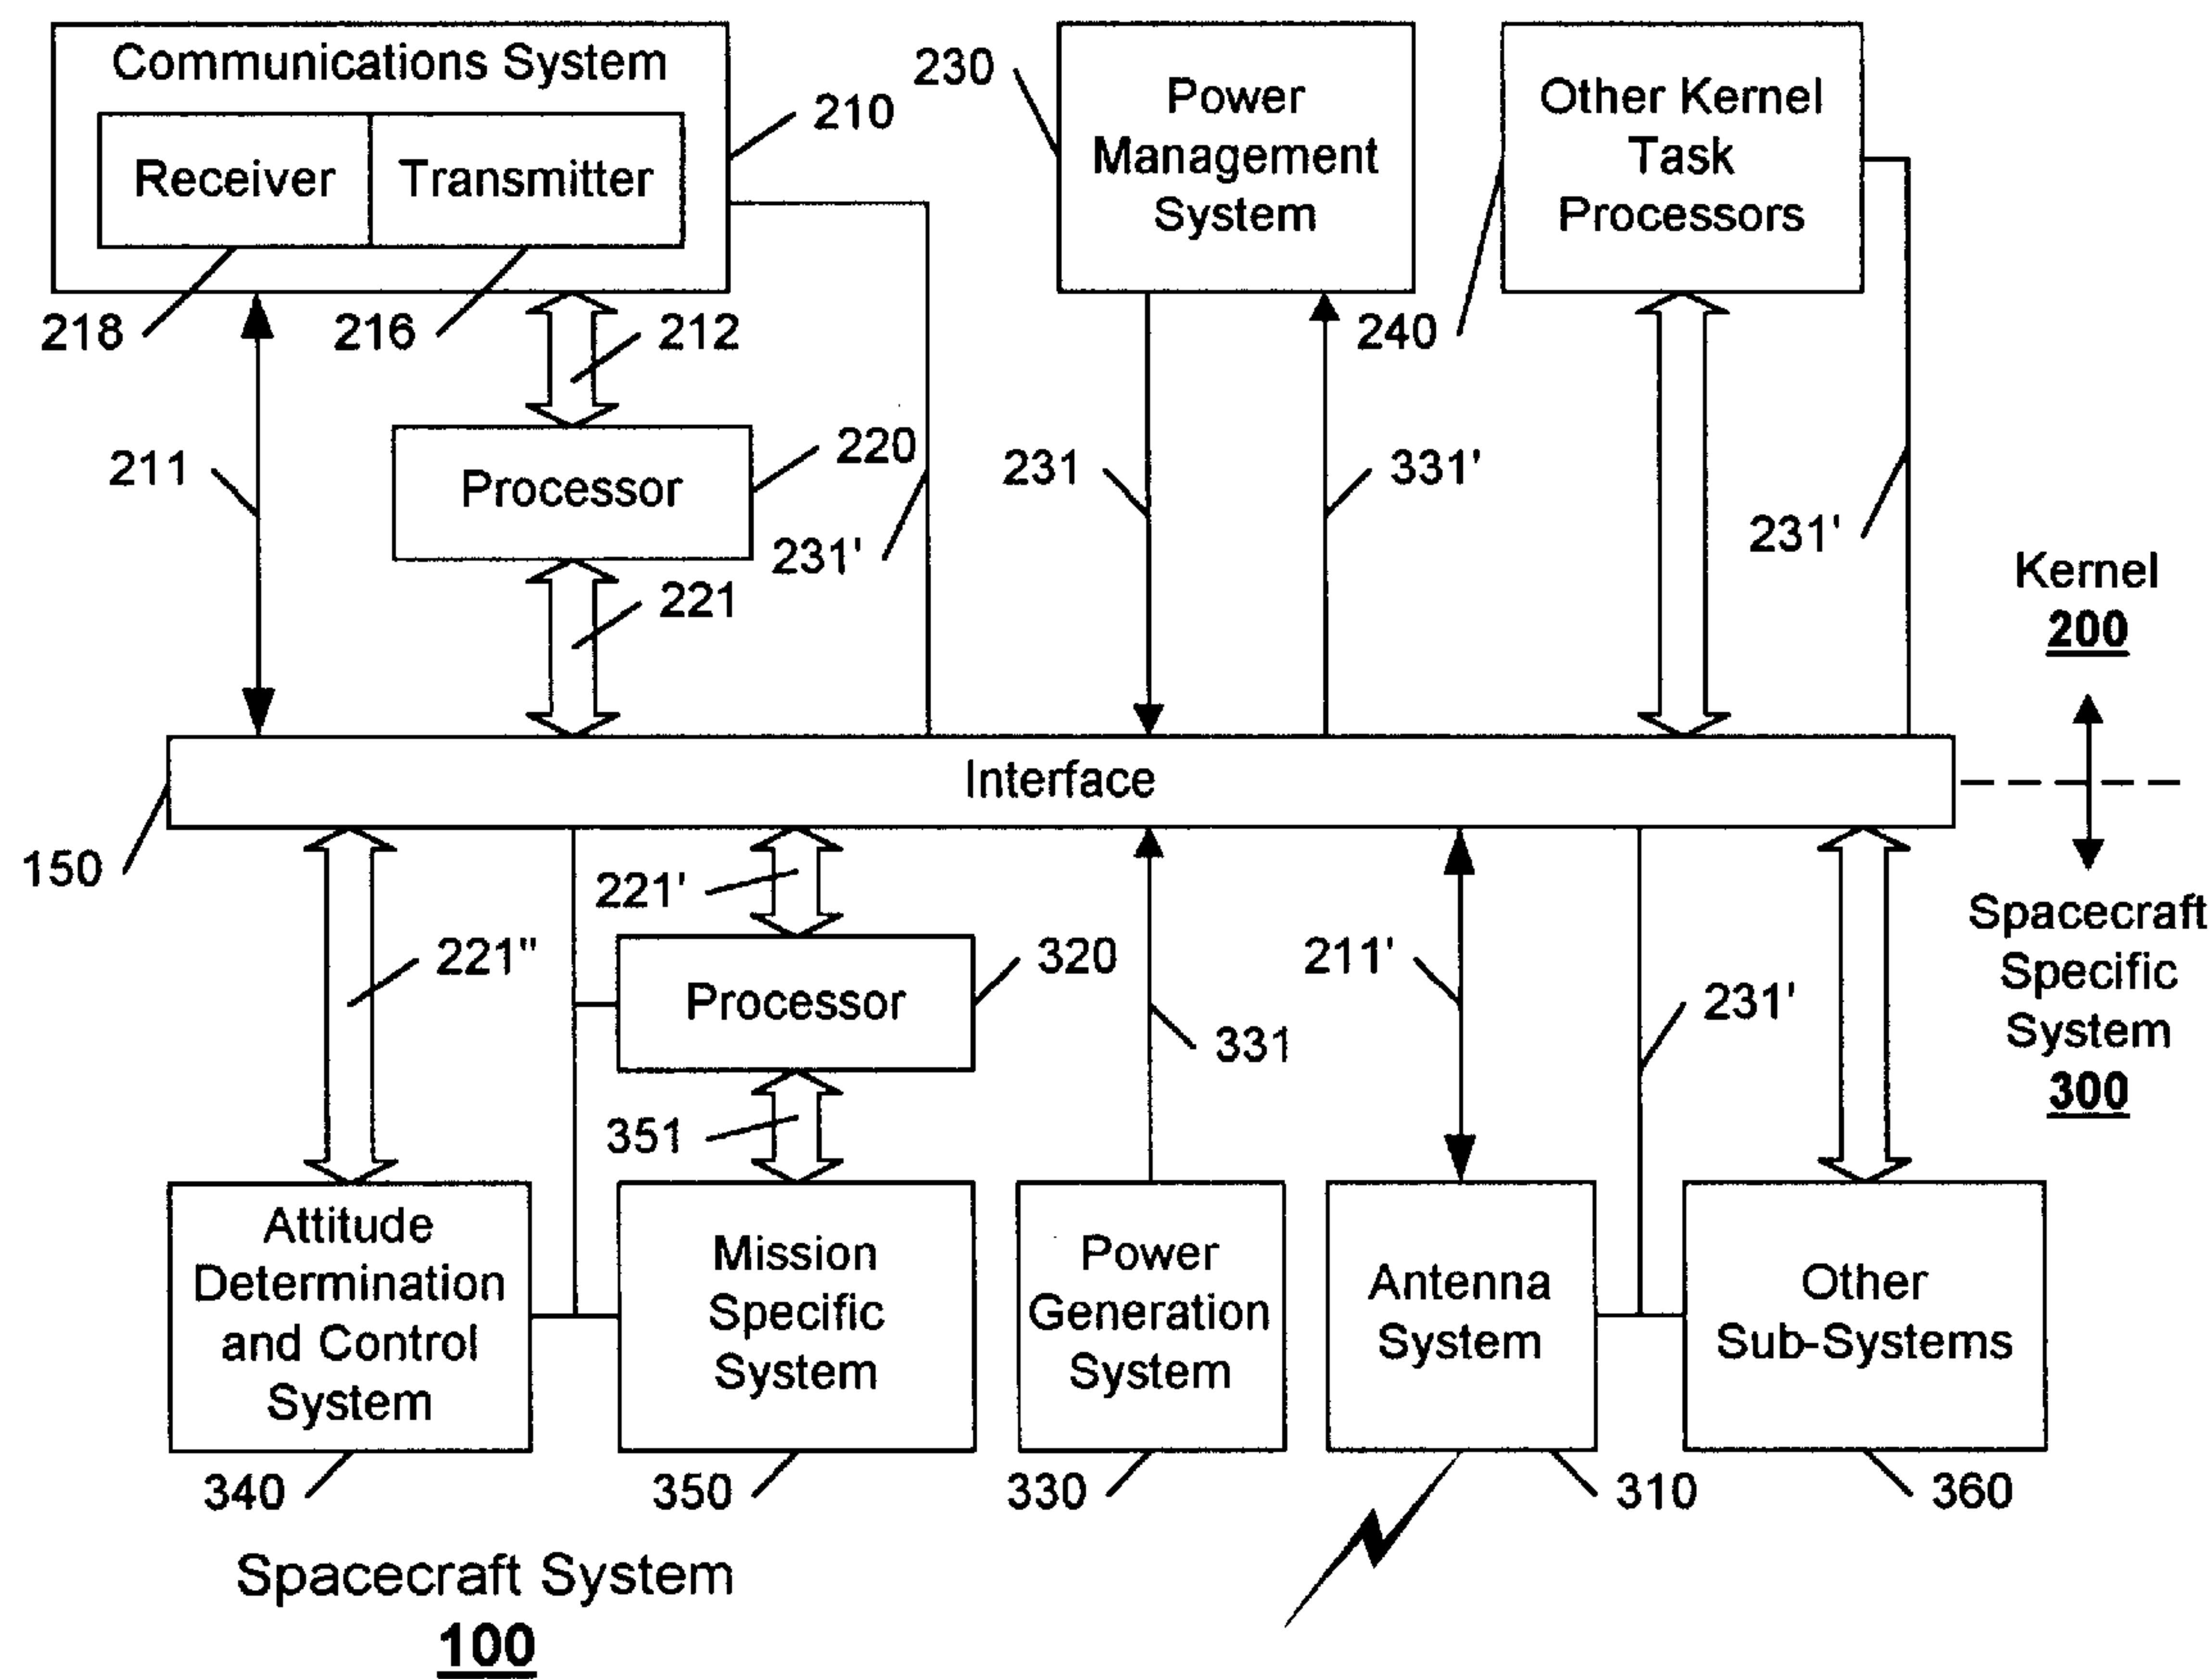 Communications System
Receiver
Transmitter
210
218
216
212
211
Processor
220
231'
221
230
Power
Management
System
231
331'
Other Kernel
Task
Processors
240
231'
Kernel
200
Interface
150
Spacecraft
Specific
System
300
221"
221'
Processor
320
351
331
211'
231'
Attitude
Determination
and Control
System
340
Mission
Specific
System
350
Power
Generation
System
330
Antenna
System
310
Other
Sub-Systems
360
Spacecraft System
100